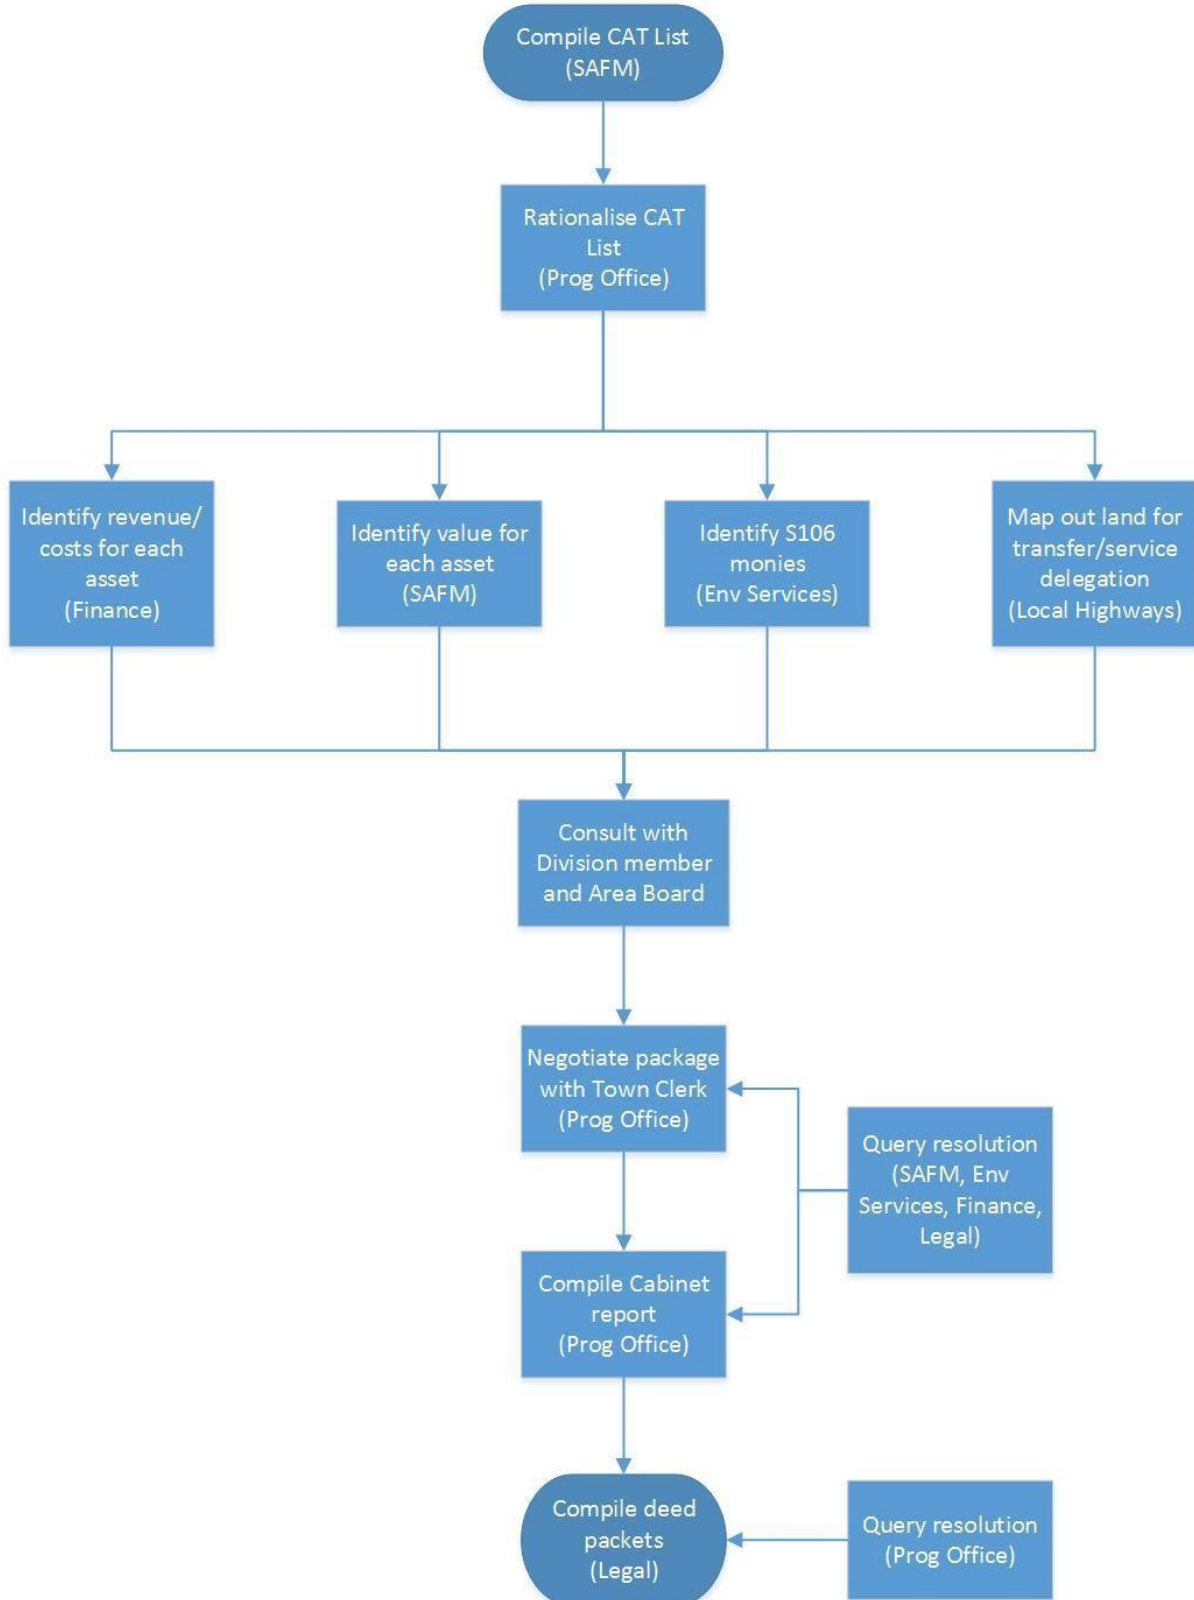 Compile CAT List
(SAFM)
Rationalise CAT
List
(Prog Office)
Identify revenue/
costs for each
asset
(Finance)
Identify value for
each asset
(SAFM)
Identify S106
monies
(Env Services)
Map out land for
transfer/service
delegation
(Local Highways)
Consult with
Division member
and Area Board
Negotiate package
with Town Clerk
(Prog Office)
Query resolution
(SAFM, Env
Services, Finance,
Legal)
Compile Cabinet
report
(Prog Office)
Compile deed
packets
(Legal)
Query resolution
(Prog Office)